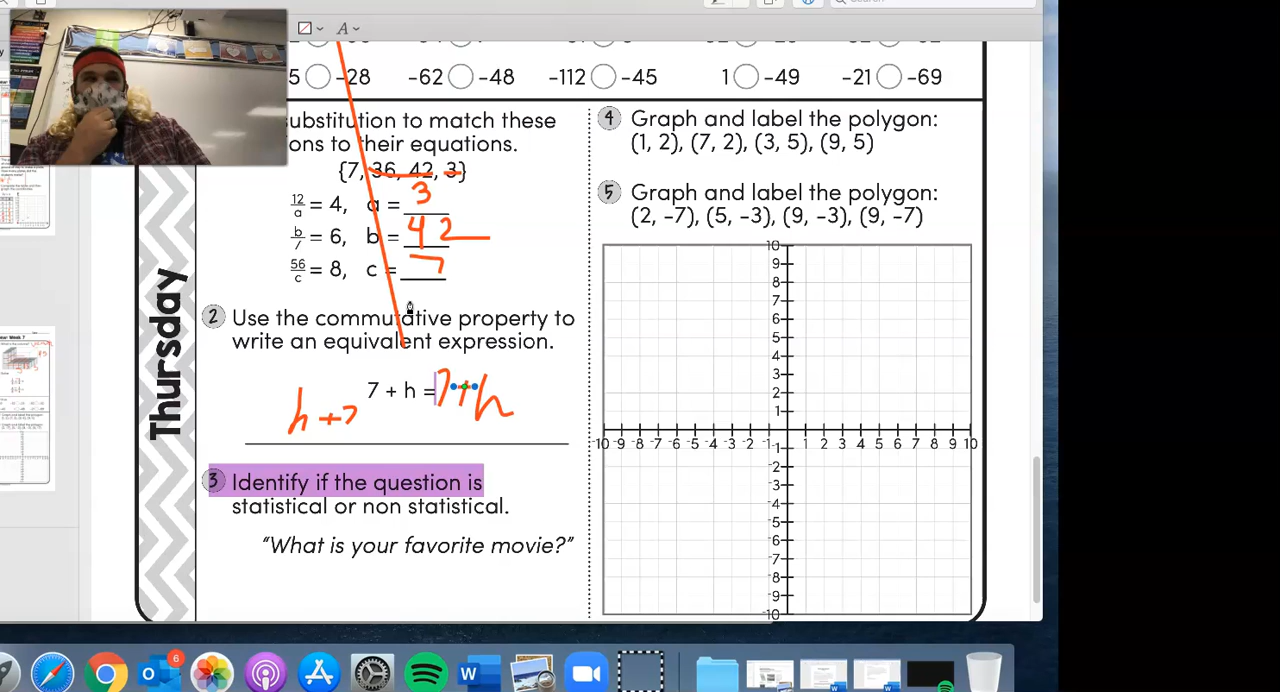 A
5 ◯ -28 -62 ◯ -48 -112 ◯ -45 1 ◯ -49 -21 ◯ -69
ubstitution to match these
ons to their equations.
{7, 36, 42, 3}
12/a = 4, a = 3
b/7 = 6, b = 42
56/c = 8, c = 7
Thursday
2 Use the commutative property to
write an equivalent expression.
7 + h = 7+h
h+7
3 Identify if the question is
statistical or non statistical.
"What is your favorite movie?"
4 Graph and label the polygon:
(1, 2), (7, 2), (3, 5), (9, 5)
5 Graph and label the polygon:
(2, -7), (5, -3), (9, -3), (9, -7)
10
9
8
7
6
5
4
3
2
1
-10 -9 -8 -7 -6 -5 -4 -3 -2 -1 1 2 3 4 5 6 7 8 9 10
-1
-2
-3
-4
-5
-6
-7
-8
-9
-10
6
W